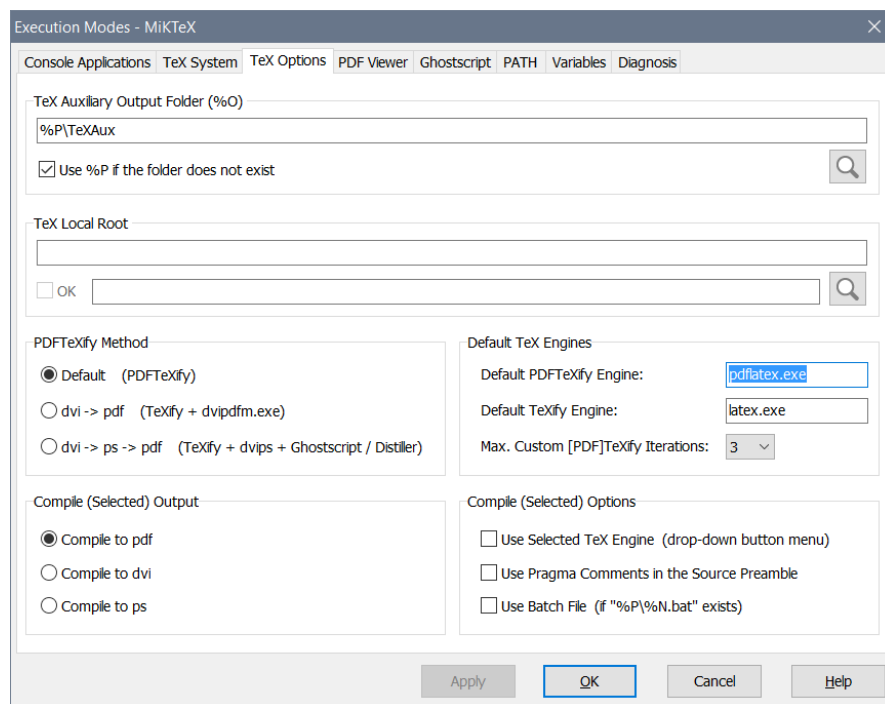 Execution Modes - MiKTeX
Console Applications TeX System TeX Options PDF Viewer Ghostscript PATH Variables Diagnosis
TeX Auxiliary Output Folder (%O)
%P\TeXAux
Use %P if the folder does not exist
TeX Local Root
OK
PDFTeXify Method
Default (PDFTeXify)
dvi -> pdf (TeXify + dvipdfm.exe)
dvi -> ps -> pdf (TeXify + dvips + Ghostscript / Distiller)
Default TeX Engines
Default PDFTeXify Engine: pdflatex.exe
Default TeXify Engine: latex.exe
Max. Custom [PDF]TeXify Iterations: 3
Compile (Selected) Output
Compile to pdf
Compile to dvi
Compile to ps
Compile (Selected) Options
Use Selected TeX Engine (drop-down button menu)
Use Pragma Comments in the Source Preamble
Use Batch File (if "%P\%N.bat" exists)
Apply OK Cancel Help